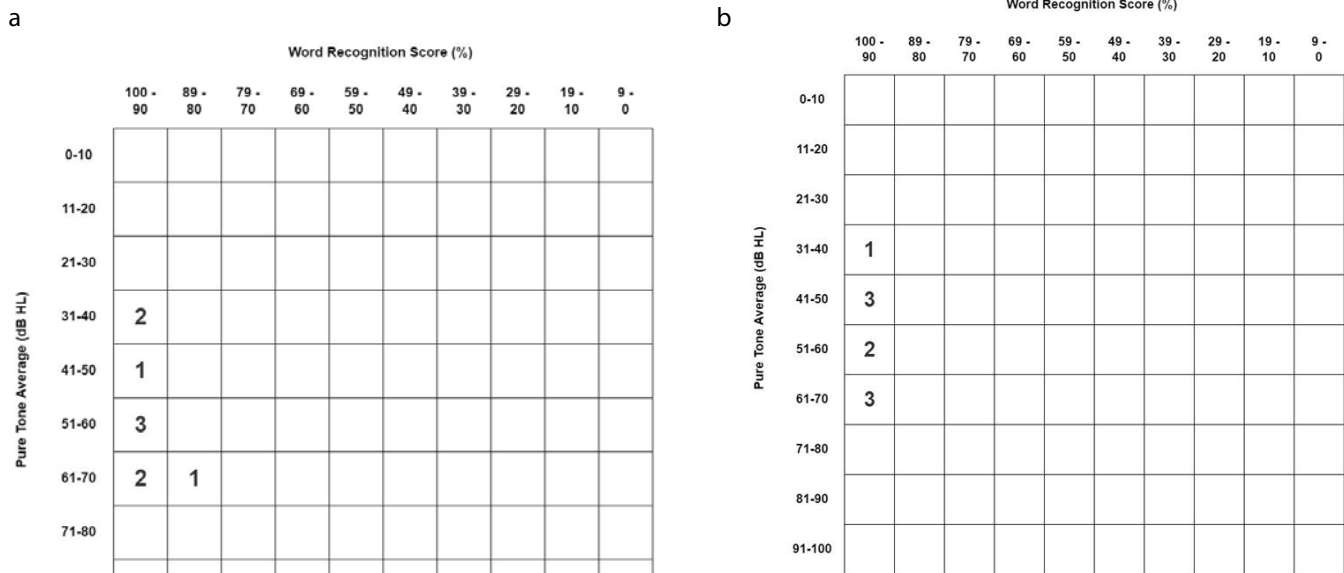 a
Word Recognition Score (%)
100 - 89 - 79 - 69 - 59 - 49 - 39 - 29 - 19 - 9 -
90 80 70 60 50 40 30 20 10 0
Pure Tone Average (dB HL)
0-10
11-20
21-30
31-40 2
41-50 1
51-60 3
61-70 2 1
71-80
b
Word Recognition Score (%)
100 - 89 - 79 - 69 - 59 - 49 - 39 - 29 - 19 - 9 -
90 80 70 60 50 40 30 20 10 0
Pure Tone Average (dB HL)
0-10
11-20
21-30
31-40 1
41-50 3
51-60 2
61-70 3
71-80
81-90
91-100